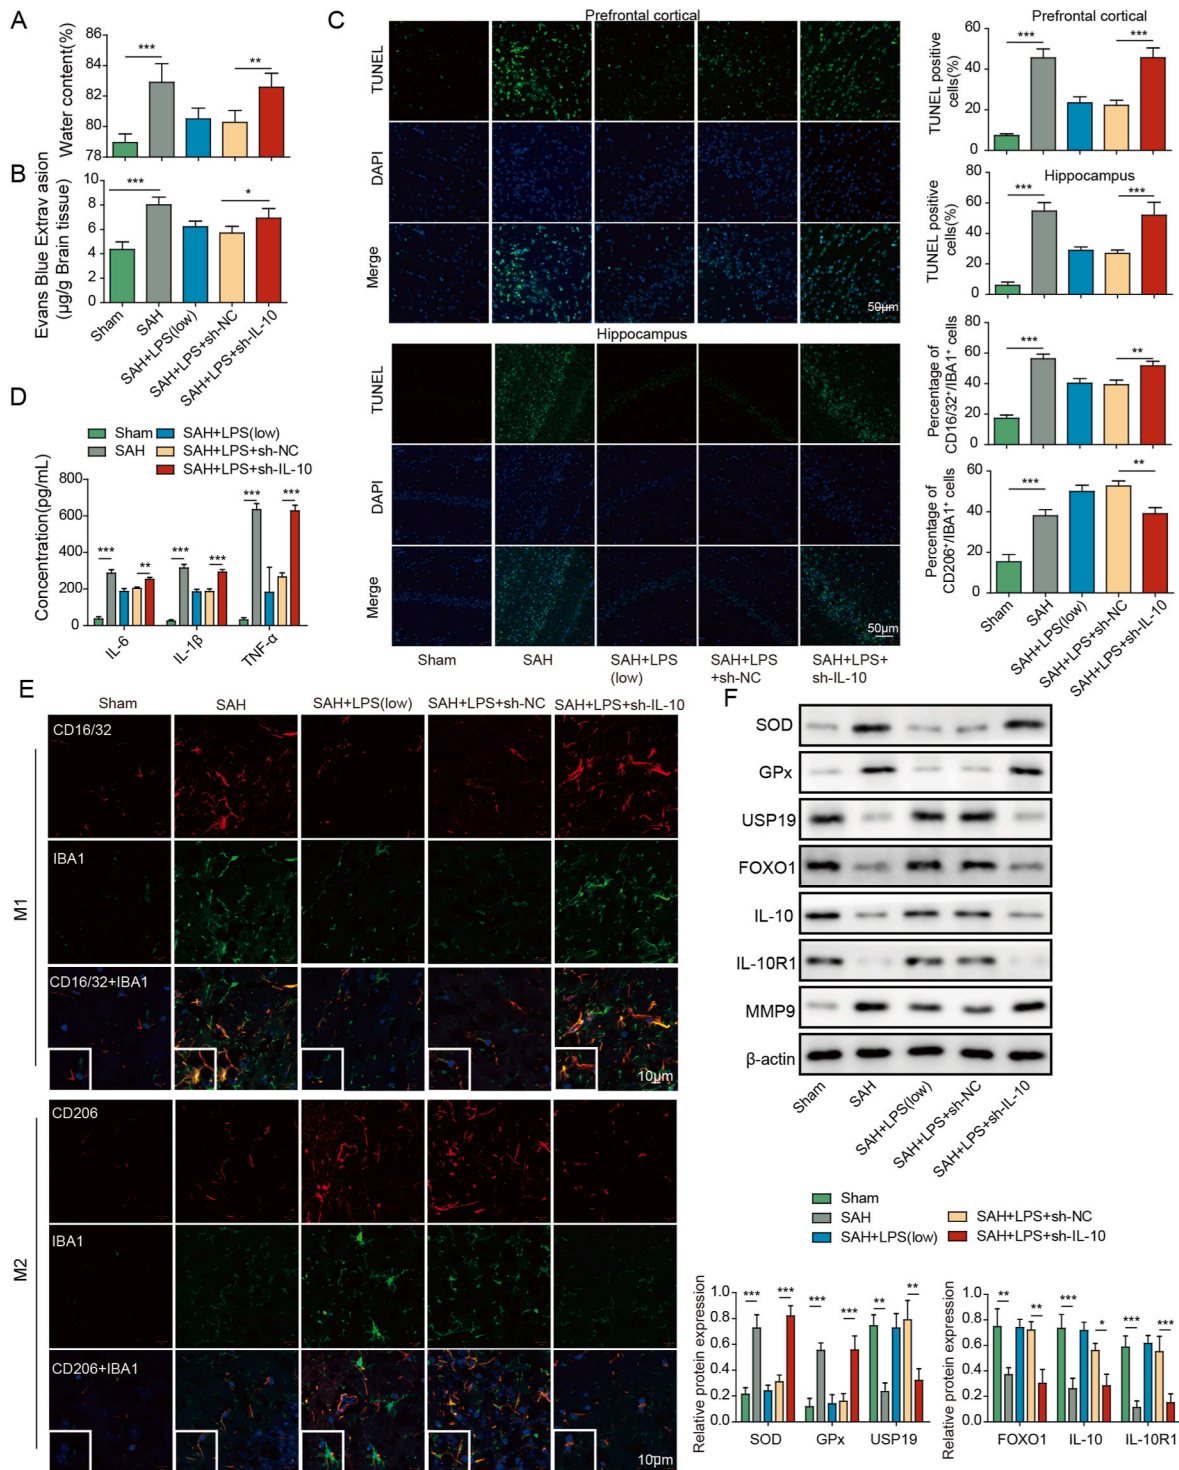 A
Water content(%)
86
84
82
80
78
***
**
B
Evans Blue Extrav asion
(μg/g Brain tissue)
10
8
6
4
2
0
***
*
Sham
SAH
SAH+LPS(low)
SAH+LPS+sh-NC
SAH+LPS+sh-IL-10
C
Prefrontal cortical
TUNEL
DAPI
Merge
50μm
Hippocampus
TUNEL
DAPI
Merge
50μm
Sham
SAH
SAH+LPS
(low)
SAH+LPS
+sh-NC
SAH+LPS+
sh-IL-10
Prefrontal cortical
TUNEL positive
cells(%)
60
40
20
0
***
***
Hippocampus
TUNEL positive
cells(%)
80
60
40
20
0
***
***
Percentage of
CD16/32⁺/IBA1⁺ cells
80
60
40
20
0
***
**
Percentage of
CD206⁺/IBA1⁺ cells
60
40
20
0
***
**
Sham
SAH
SAH+LPS(low)
SAH+LPS+sh-NC
SAH+LPS+sh-IL-10
D
Sham
SAH
SAH+LPS(low)
SAH+LPS+sh-NC
SAH+LPS+sh-IL-10
Concentration(pg/mL)
800
600
400
200
0
***
**
***
***
***
***
IL-6
IL-1β
TNF-α
E
Sham
SAH
SAH+LPS(low)
SAH+LPS+sh-NC
SAH+LPS+sh-IL-10
M1
CD16/32
IBA1
CD16/32+IBA1
10μm
M2
CD206
IBA1
CD206+IBA1
10μm
F
SOD
GPx
USP19
FOXO1
IL-10
IL-10R1
MMP9
β-actin
Sham
SAH
SAH+LPS(low)
SAH+LPS+sh-NC
SAH+LPS+sh-IL-10
Sham
SAH
SAH+LPS(low)
SAH+LPS+sh-NC
SAH+LPS+sh-IL-10
Relative protein expression
1.0
0.8
0.6
0.4
0.2
0.0
***
***
***
***
**
**
SOD
GPx
USP19
Relative protein expression
1.0
0.8
0.6
0.4
0.2
0.0
**
**
***
*
***
***
FOXO1
IL-10
IL-10R1